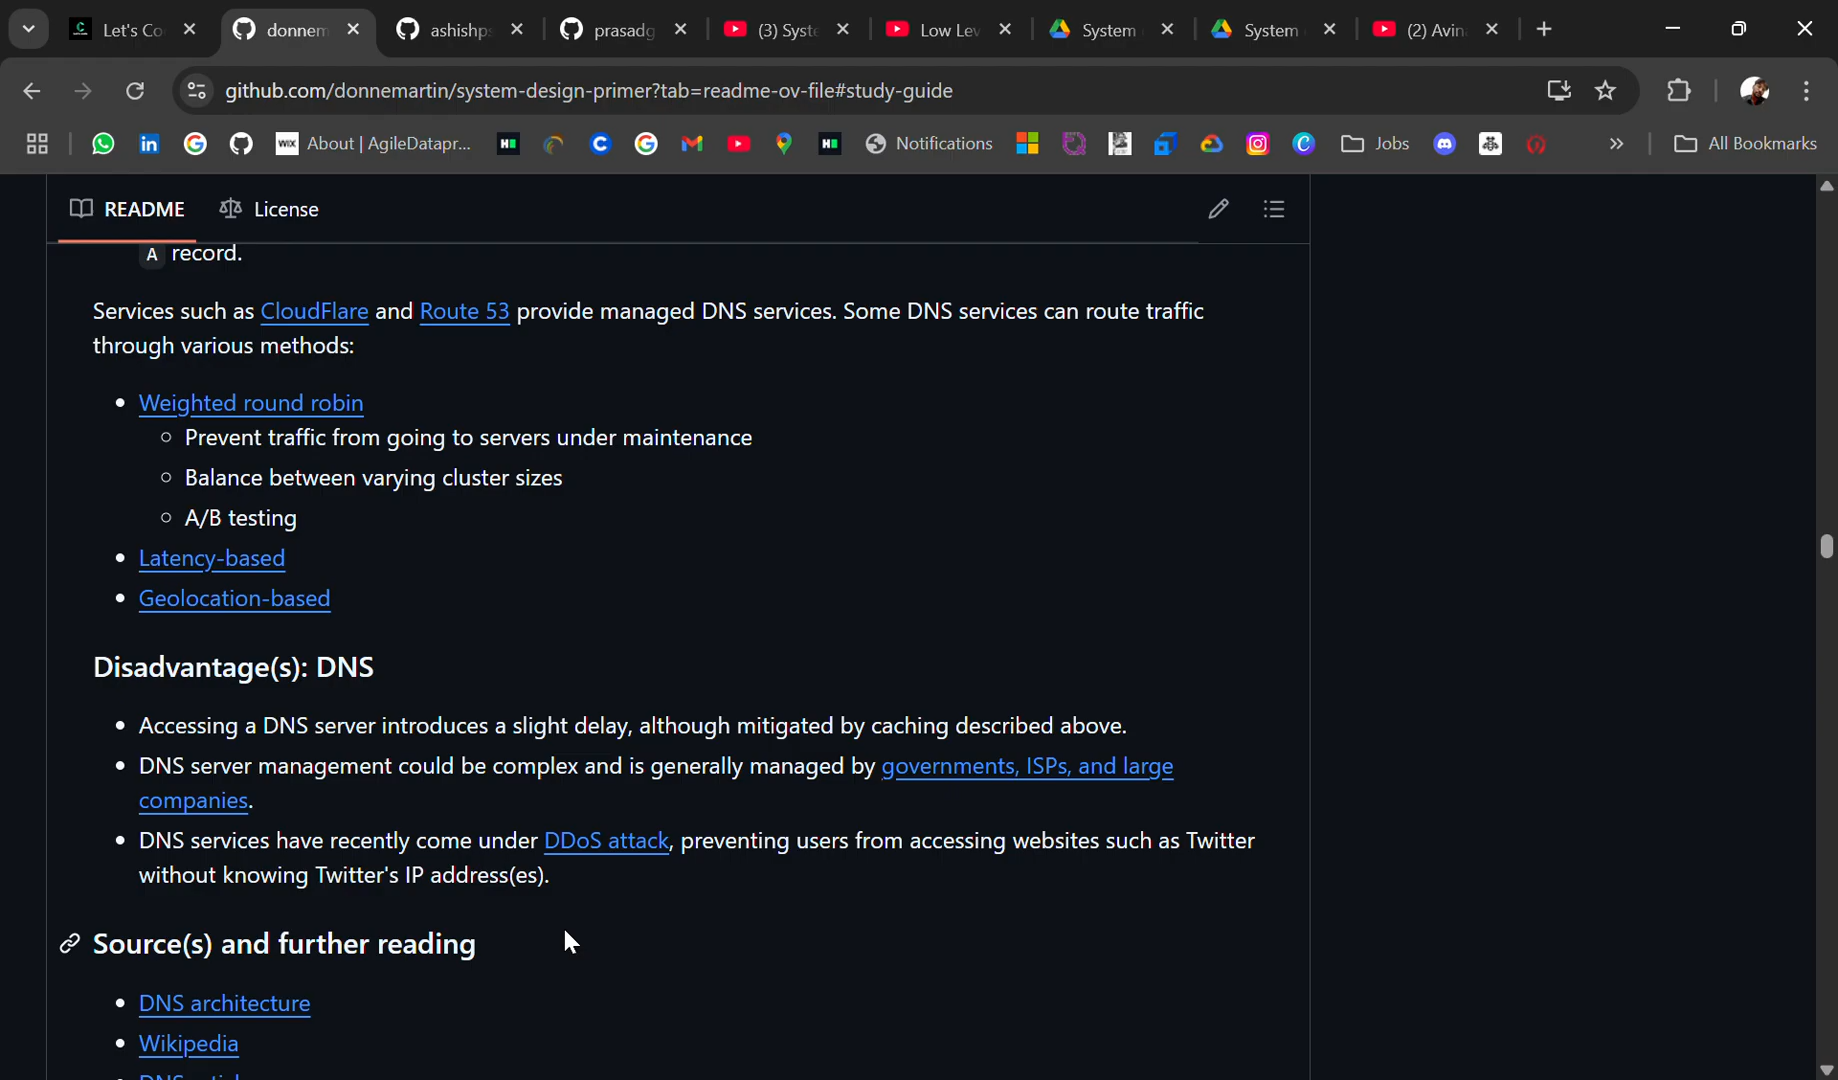 Let's Co
donnem
ashishp
prasadg
(3) Syste
Low Lev
System
System
(2) Avin
github.com/donnemartin/system-design-primer?tab=readme-ov-file#study-guide
WIX About | AgileDatapr...
Notifications
Jobs
All Bookmarks
README
License
A record.
Services such as CloudFlare and Route 53 provide managed DNS services. Some DNS services can route traffic
through various methods:
Weighted round robin
Prevent traffic from going to servers under maintenance
Balance between varying cluster sizes
A/B testing
Latency-based
Geolocation-based
Disadvantage(s): DNS
Accessing a DNS server introduces a slight delay, although mitigated by caching described above.
DNS server management could be complex and is generally managed by governments, ISPs, and large
companies.
DNS services have recently come under DDoS attack, preventing users from accessing websites such as Twitter
without knowing Twitter's IP address(es).
Source(s) and further reading
DNS architecture
Wikipedia